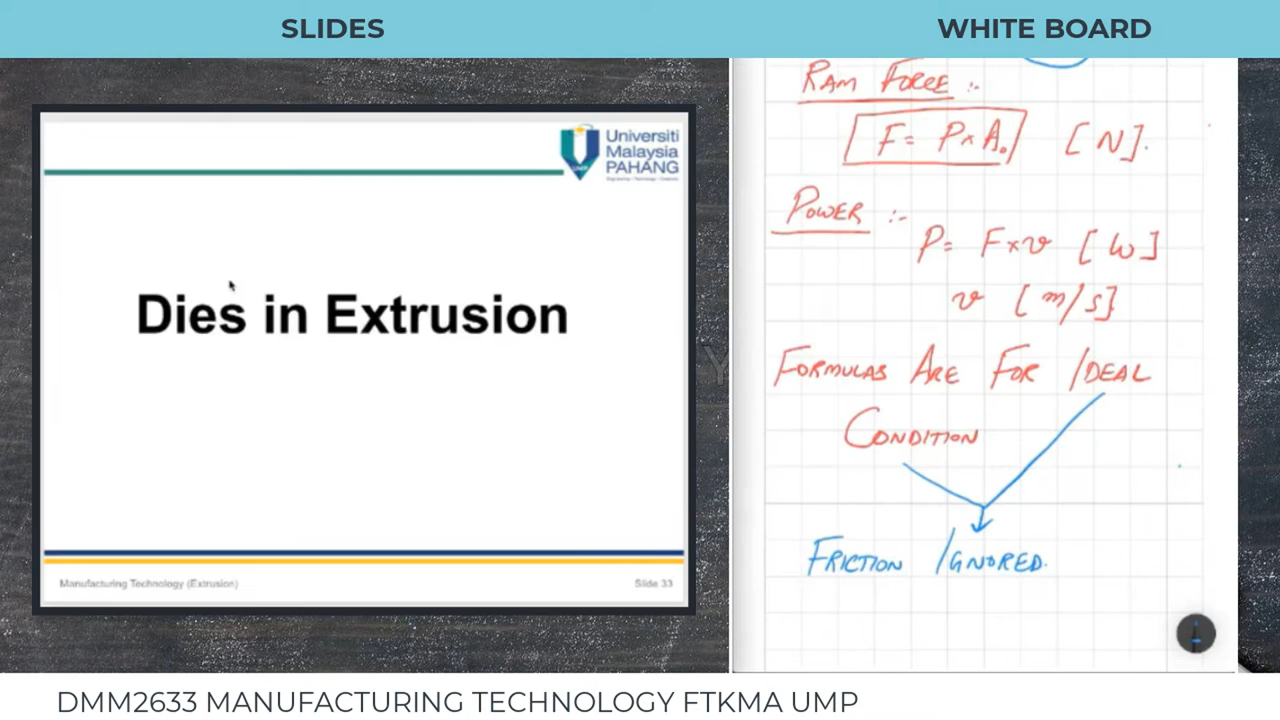 SLIDES
WHITE BOARD
Universiti
Malaysia
PAHANG
Dies in Extrusion
Manufacturing Technology (Extrusion)
Slide 33
RAM FORCE :-
F = P × A₀ [N].
POWER :-
P = F × v [W]
v [m/s]
FORMULAS ARE FOR IDEAL
CONDITION
FRICTION IGNORED.
DMM2633 MANUFACTURING TECHNOLOGY FTKMA UMP